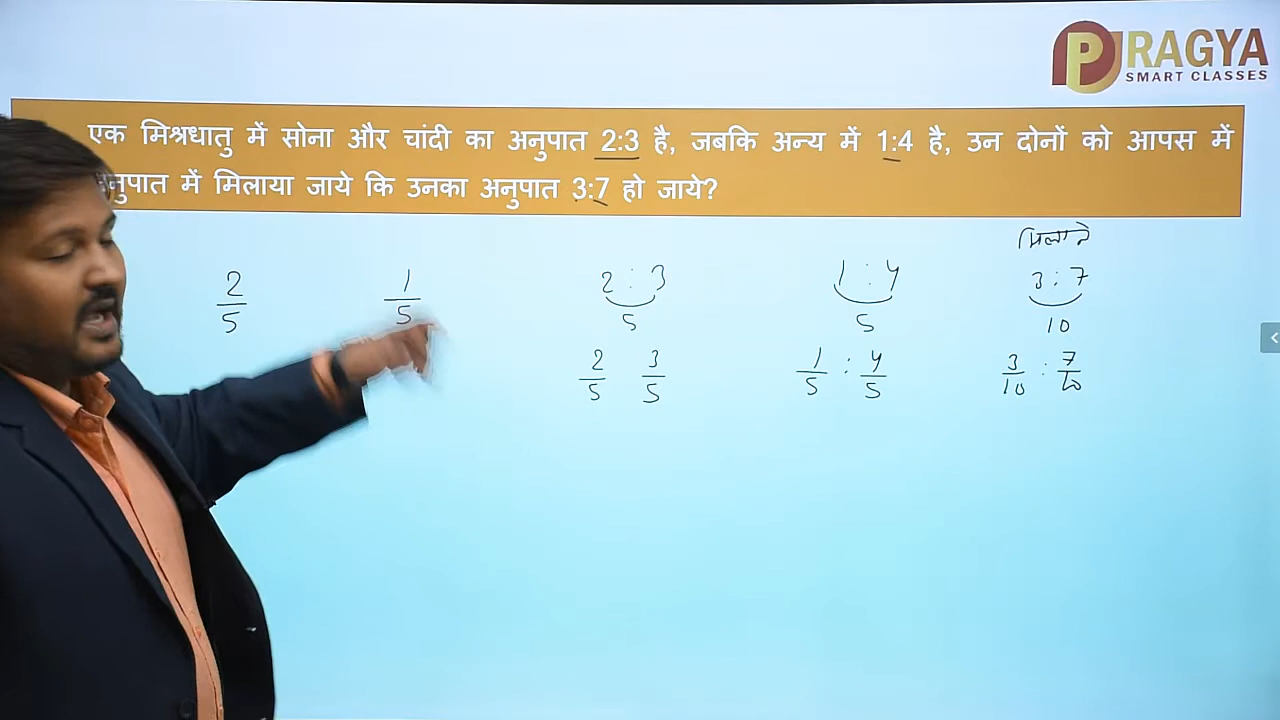 PRAGYA
SMART CLASSES
एक मिश्रधातु में सोना और चांदी का अनुपात 2:3 है, जबकि अन्य में 1:4 है, उन दोनों को आपस में
में मिलाया जाये कि उनका अनुपात 3:7 हो जाये?
मिलाने
2/5 1/5 2 : 3 1 : 4 3 : 7
5 5 10
2/5 3/5 1/5 : 4/5 3/10 : 7/10